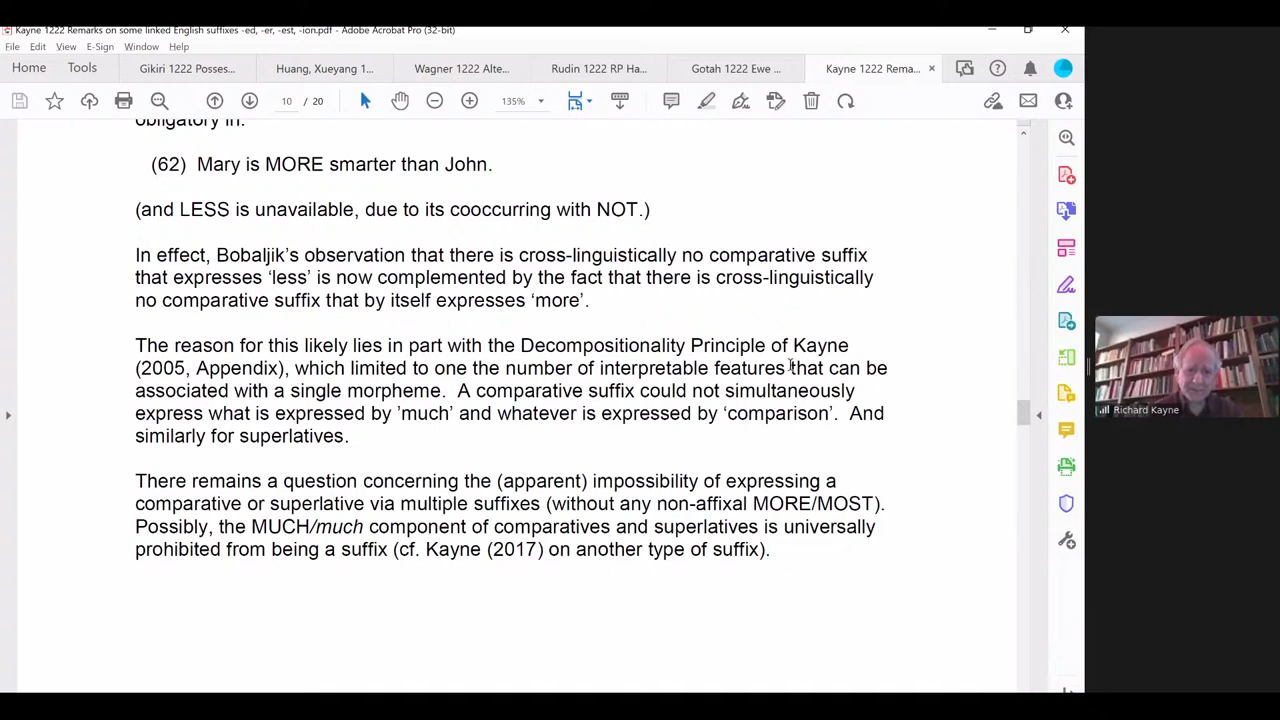 Kayne 1222 Remarks on some linked English suffixes -ed, -er, -est, -ion.pdf - Adobe Acrobat Pro (32-bit)
File Edit View E-Sign Window Help
Home Tools Gikiri 1222 Posses... Huang, Xueyang 1... Wagner 1222 Alte... Rudin 1222 RP Ha... Gotah 1222 Ewe ... Kayne 1222 Rema...
10 / 20 135%
obligatory in:
(62) Mary is MORE smarter than John.
(and LESS is unavailable, due to its cooccurring with NOT.)
In effect, Bobaljik's observation that there is cross-linguistically no comparative suffix
that expresses 'less' is now complemented by the fact that there is cross-linguistically
no comparative suffix that by itself expresses 'more'.
The reason for this likely lies in part with the Decompositionality Principle of Kayne
(2005, Appendix), which limited to one the number of interpretable features that can be
associated with a single morpheme. A comparative suffix could not simultaneously
express what is expressed by 'much' and whatever is expressed by 'comparison'. And
similarly for superlatives.
There remains a question concerning the (apparent) impossibility of expressing a
comparative or superlative via multiple suffixes (without any non-affixal MORE/MOST).
Possibly, the MUCH/much component of comparatives and superlatives is universally
prohibited from being a suffix (cf. Kayne (2017) on another type of suffix).
Richard Kayne